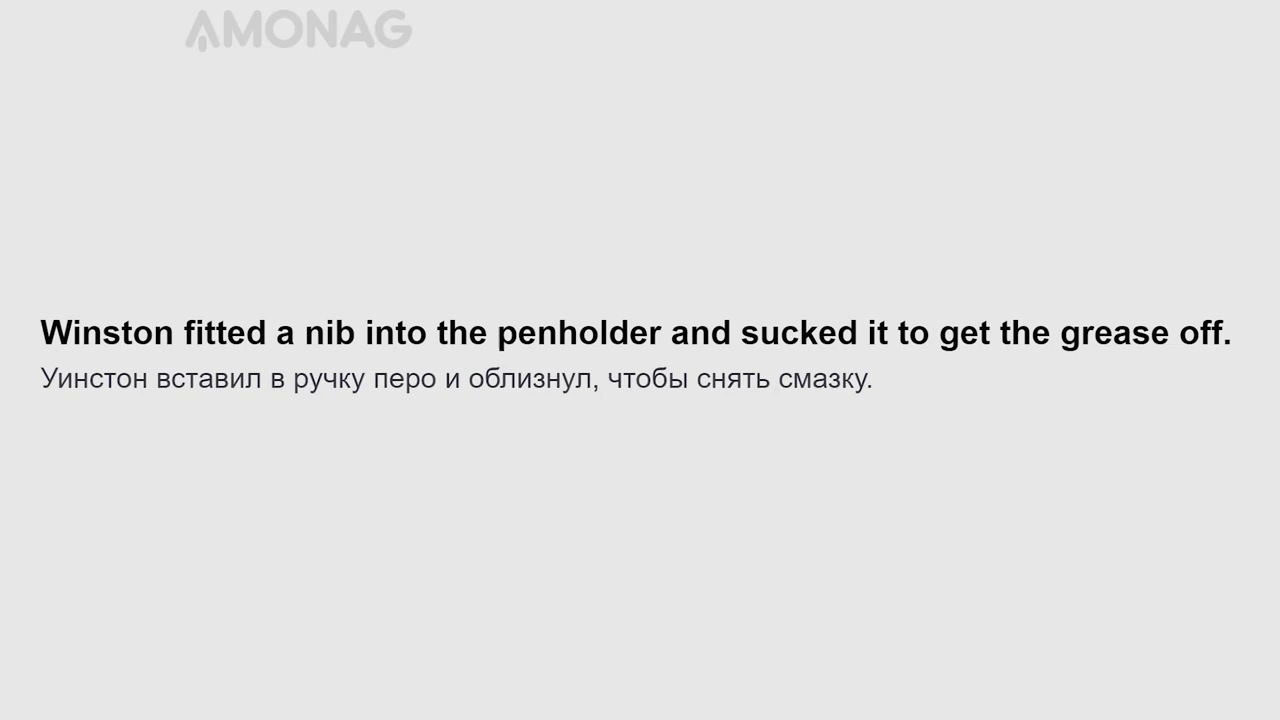 AMONAG
Winston fitted a nib into the penholder and sucked it to get the grease off.
Уинстон вставил в ручку перо и облизнул, чтобы снять смазку.